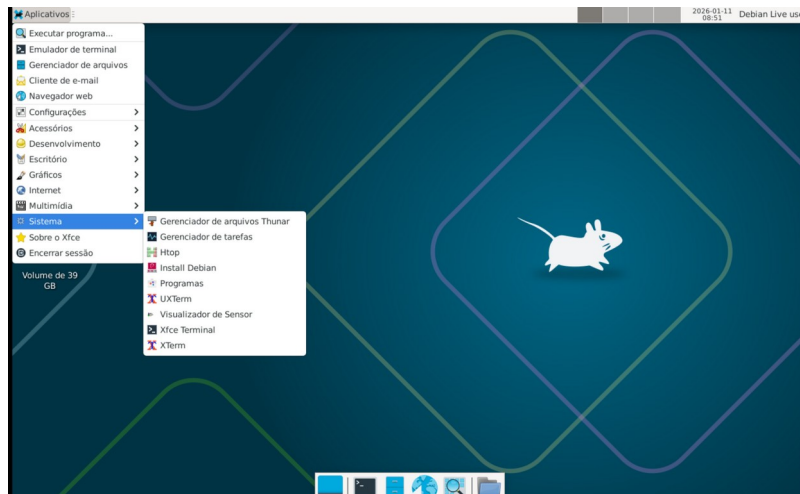 Aplicativos
2026-01-11
08:51
Debian Live use
Executar programa...
Emulador de terminal
Gerenciador de arquivos
Cliente de e-mail
Navegador web
Configurações
Acessórios
Desenvolvimento
Escritório
Gráficos
Internet
Multimídia
Sistema
Sobre o Xfce
Encerrar sessão
Gerenciador de arquivos Thunar
Gerenciador de tarefas
Htop
Install Debian
Programas
UXTerm
Visualizador de Sensor
Xfce Terminal
XTerm
Volume de 39
GB